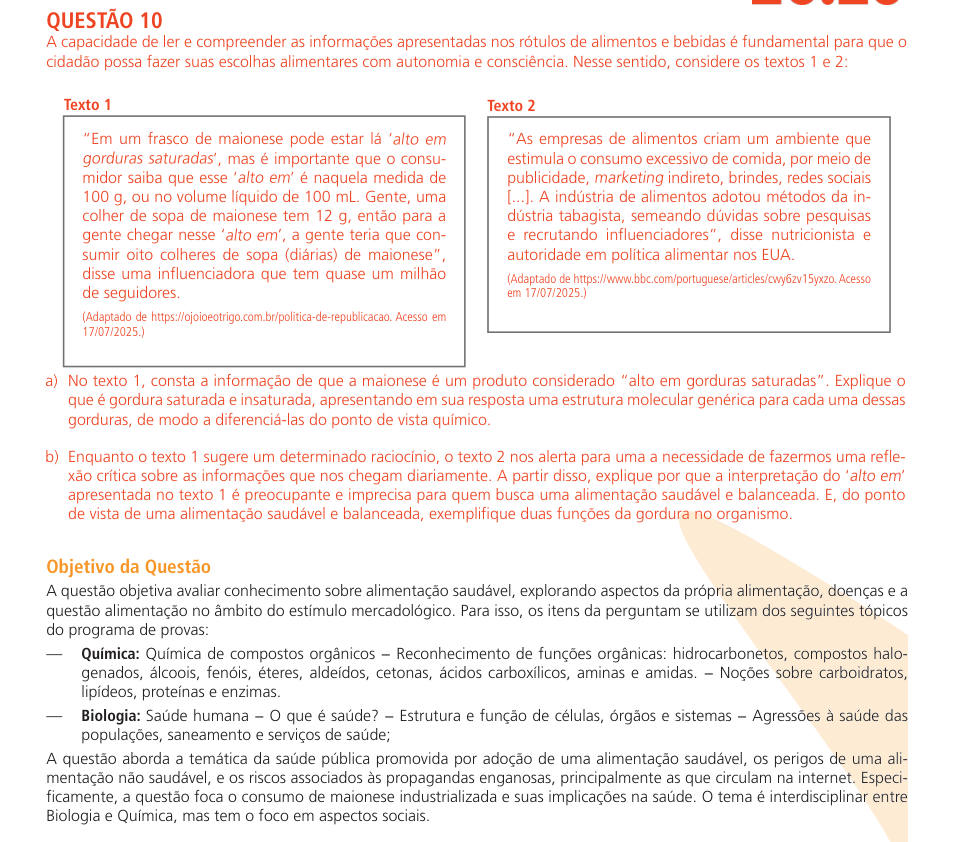 QUESTÃO 10
A capacidade de ler e compreender as informações apresentadas nos rótulos de alimentos e bebidas é fundamental para que o
cidadão possa fazer suas escolhas alimentares com autonomia e consciência. Nesse sentido, considere os textos 1 e 2:
Texto 1
“Em um frasco de maionese pode estar lá ‘alto em
gorduras saturadas’, mas é importante que o consu-
midor saiba que esse ‘alto em’ é naquela medida de
100 g, ou no volume líquido de 100 mL. Gente, uma
colher de sopa de maionese tem 12 g, então para a
gente chegar nesse ‘alto em’, a gente teria que con-
sumir oito colheres de sopa (diárias) de maionese”,
disse uma influenciadora que tem quase um milhão
de seguidores.
(Adaptado de https://ojoioeotrigo.com.br/politica-de-republicacao. Acesso em
17/07/2025.)
Texto 2
“As empresas de alimentos criam um ambiente que
estimula o consumo excessivo de comida, por meio de
publicidade, marketing indireto, brindes, redes sociais
[...]. A indústria de alimentos adotou métodos da in-
dústria tabagista, semeando dúvidas sobre pesquisas
e recrutando influenciadores”, disse nutricionista e
autoridade em política alimentar nos EUA.
(Adaptado de https://www.bbc.com/portuguese/articles/cwy6zv15yxzo. Acesso
em 17/07/2025.)
a) No texto 1, consta a informação de que a maionese é um produto considerado “alto em gorduras saturadas”. Explique o
que é gordura saturada e insaturada, apresentando em sua resposta uma estrutura molecular genérica para cada uma dessas
gorduras, de modo a diferenciá-las do ponto de vista químico.
b) Enquanto o texto 1 sugere um determinado raciocínio, o texto 2 nos alerta para uma a necessidade de fazermos uma refle-
xão crítica sobre as informações que nos chegam diariamente. A partir disso, explique por que a interpretação do ‘alto em’
apresentada no texto 1 é preocupante e imprecisa para quem busca uma alimentação saudável e balanceada. E, do ponto
de vista de uma alimentação saudável e balanceada, exemplifique duas funções da gordura no organismo.
Objetivo da Questão
A questão objetiva avaliar conhecimento sobre alimentação saudável, explorando aspectos da própria alimentação, doenças e a
questão alimentação no âmbito do estímulo mercadológico. Para isso, os itens da perguntam se utilizam dos seguintes tópicos
do programa de provas:
— Química: Química de compostos orgânicos – Reconhecimento de funções orgânicas: hidrocarbonetos, compostos halo-
genados, álcoois, fenóis, éteres, aldeídos, cetonas, ácidos carboxílicos, aminas e amidas. – Noções sobre carboidratos,
lipídeos, proteínas e enzimas.
— Biologia: Saúde humana – O que é saúde? – Estrutura e função de células, órgãos e sistemas – Agressões à saúde das
populações, saneamento e serviços de saúde;
A questão aborda a temática da saúde pública promovida por adoção de uma alimentação saudável, os perigos de uma ali-
mentação não saudável, e os riscos associados às propagandas enganosas, principalmente as que circulam na internet. Especi-
ficamente, a questão foca o consumo de maionese industrializada e suas implicações na saúde. O tema é interdisciplinar entre
Biologia e Química, mas tem o foco em aspectos sociais.